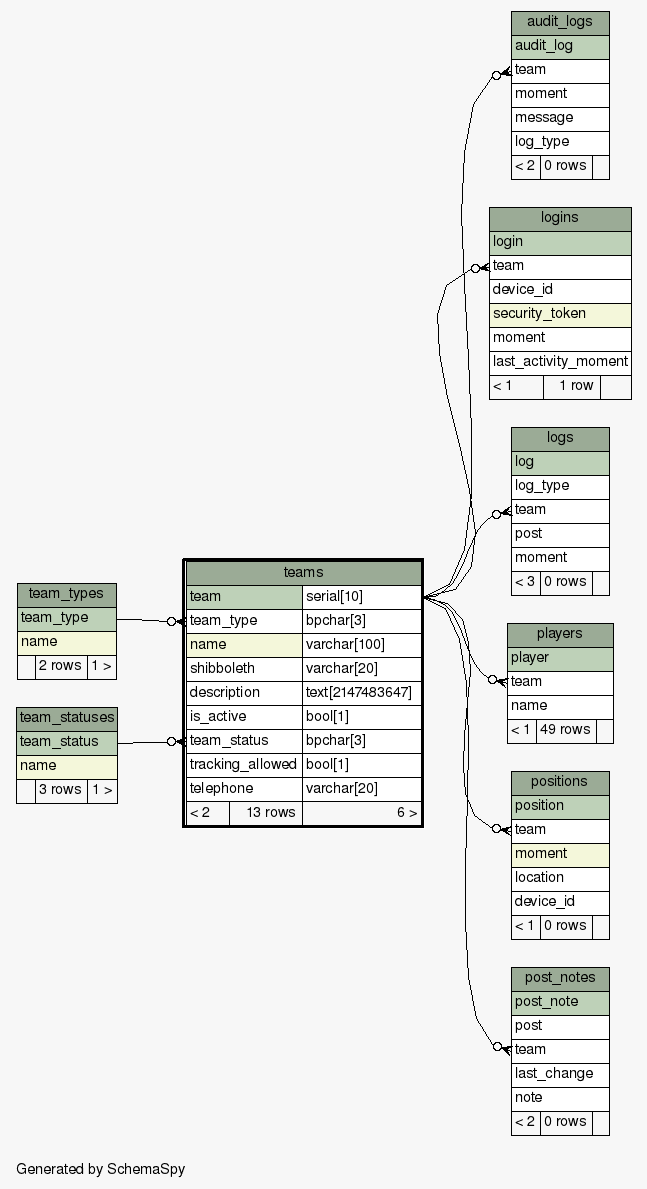 audit_logs
audit_log
team
moment
message
log_type
< 2 0 rows
logins
login
team
device_id
security_token
moment
last_activity_moment
< 1 1 row
logs
log
log_type
team
post
moment
< 3 0 rows
team_types
team_type
name
2 rows 1 >
team_statuses
team_status
name
3 rows 1 >
teams
team serial[10]
team_type bpchar[3]
name varchar[100]
shibboleth varchar[20]
description text[2147483647]
is_active bool[1]
team_status bpchar[3]
tracking_allowed bool[1]
telephone varchar[20]
< 2 13 rows 6 >
players
player
team
name
< 1 49 rows
positions
position
team
moment
location
device_id
< 1 0 rows
post_notes
post_note
post
team
last_change
note
< 2 0 rows
Generated by SchemaSpy